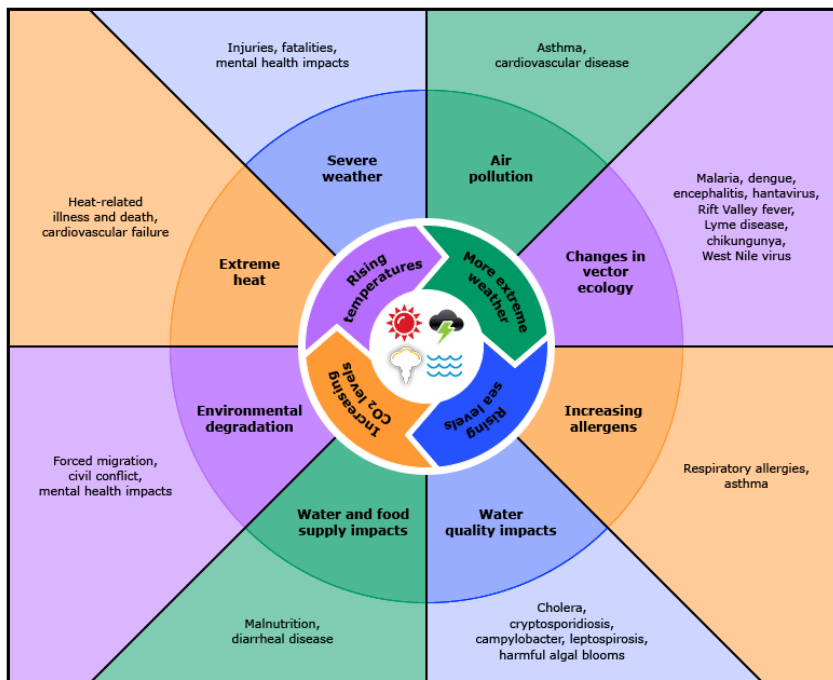 Injuries, fatalities,
mental health impacts
Asthma,
cardiovascular disease
Severe
weather
Air
pollution
Heat-related
illness and death,
cardiovascular failure
Extreme
heat
Malaria, dengue,
encephalitis, hantavirus,
Rift Valley fever,
Lyme disease,
chikungunya,
West Nile virus
Changes in
vector
ecology
Rising
temperatures
More extreme
weather
Increasing
CO₂ levels
Rising
sea levels
Environmental
degradation
Forced migration,
civil conflict,
mental health impacts
Increasing
allergens
Respiratory allergies,
asthma
Water and food
supply impacts
Water
quality impacts
Malnutrition,
diarrheal disease
Cholera,
cryptosporidiosis,
campylobacter, leptospirosis,
harmful algal blooms